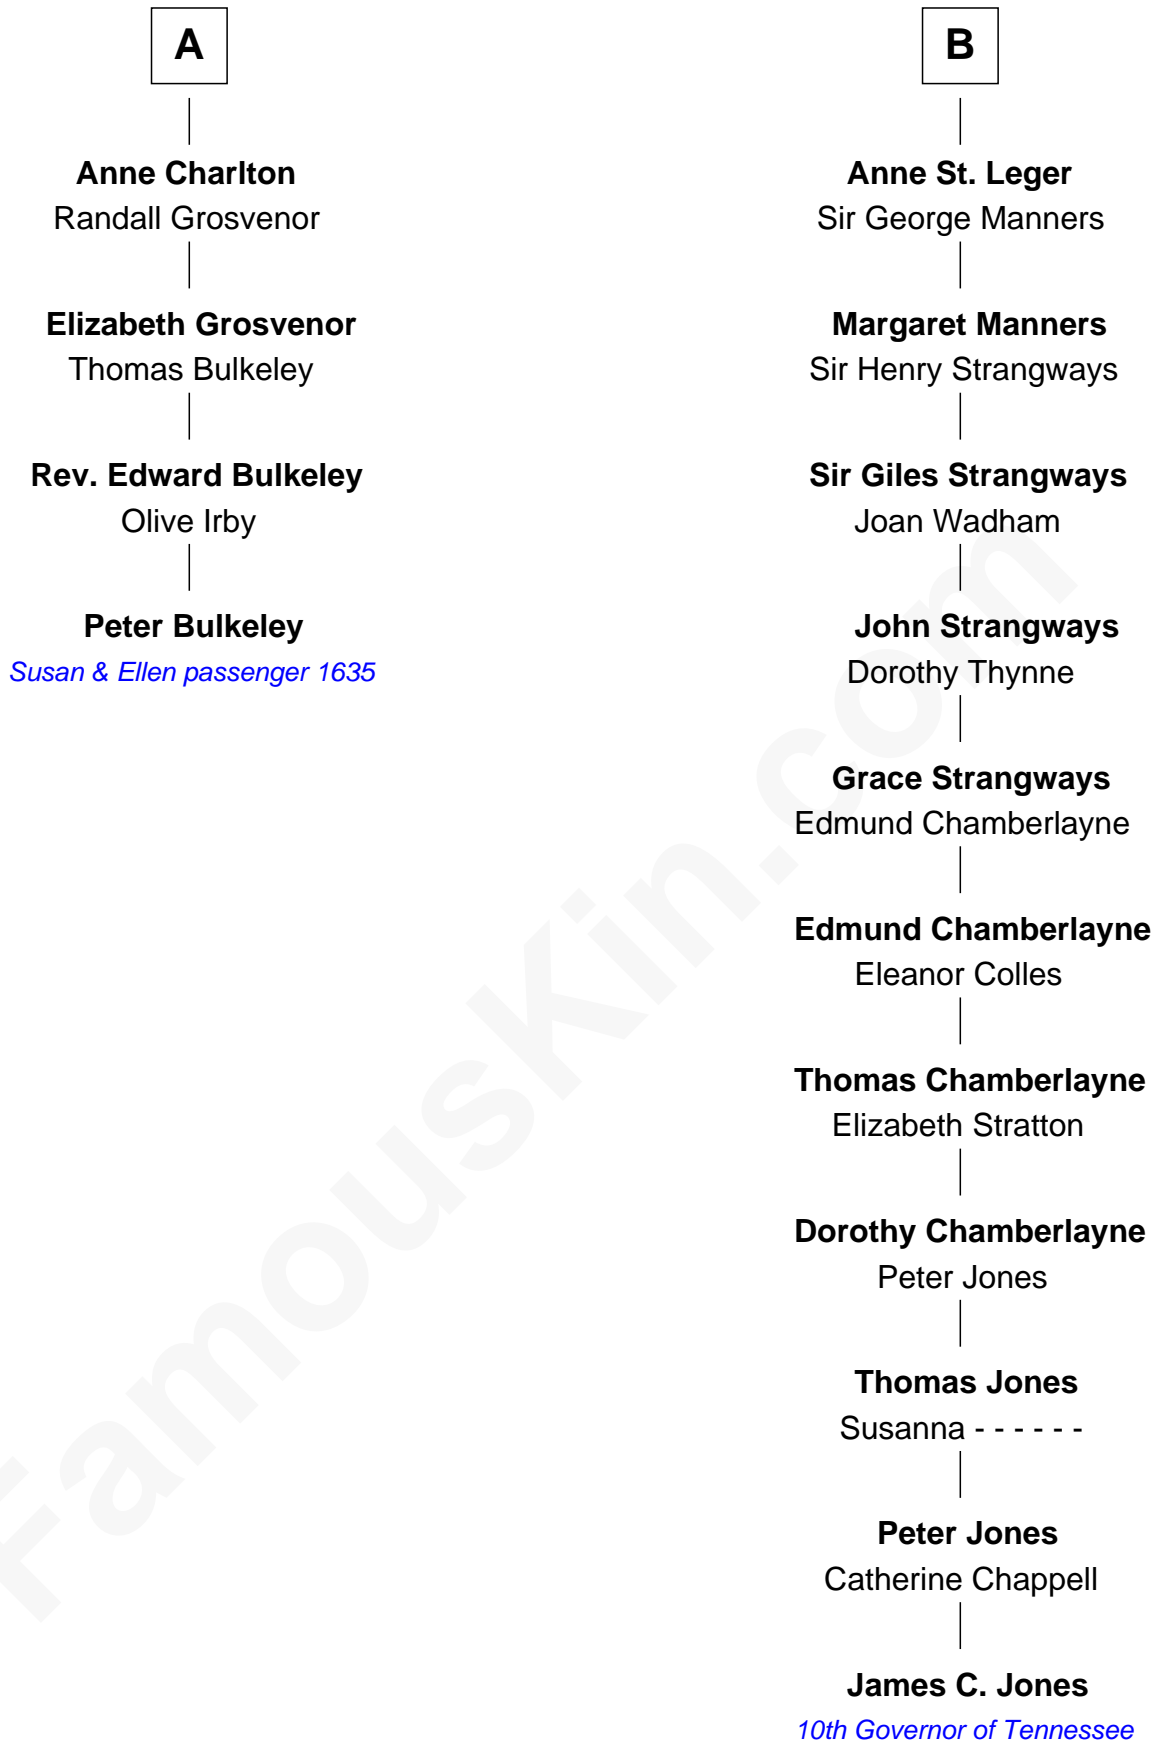 A
Anne Charlton
Randall Grosvenor
Elizabeth Grosvenor
Thomas Bulkeley
Rev. Edward Bulkeley
Olive Irby
Peter Bulkeley
Susan & Ellen passenger 1635
B
Anne St. Leger
Sir George Manners
Margaret Manners
Sir Henry Strangways
Sir Giles Strangways
Joan Wadham
John Strangways
Dorothy Thynne
Grace Strangways
Edmund Chamberlayne
Edmund Chamberlayne
Eleanor Colles
Thomas Chamberlayne
Elizabeth Stratton
Dorothy Chamberlayne
Peter Jones
Thomas Jones
Susanna - - - - - -
Peter Jones
Catherine Chappell
James C. Jones
10th Governor of Tennessee
FamousKin.com